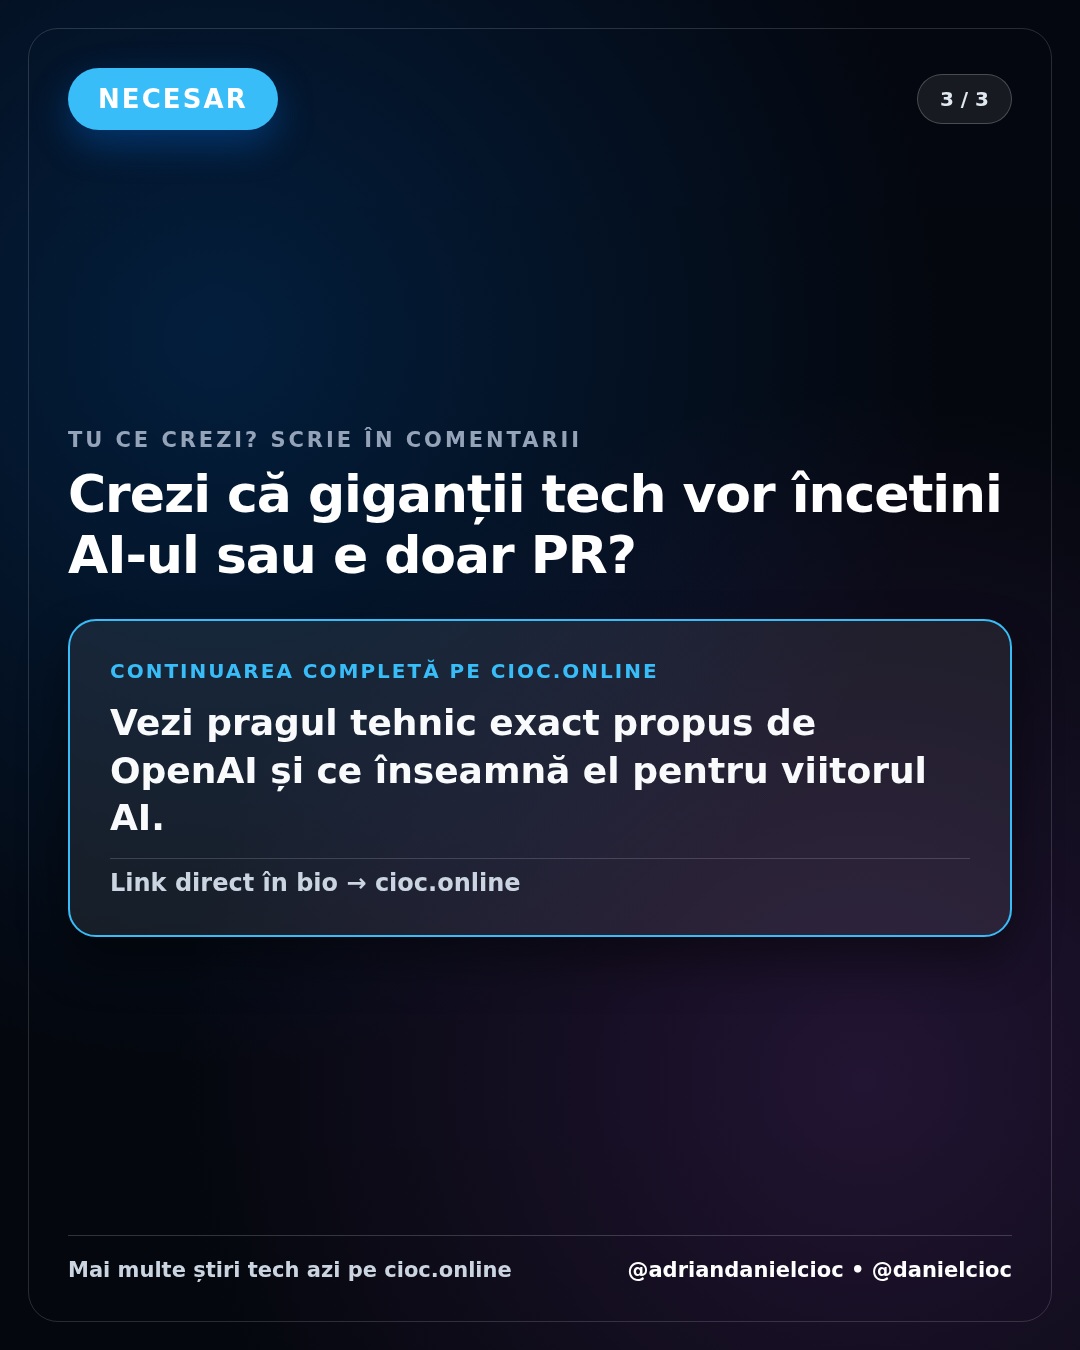 NECESAR
3 / 3
TU CE CREZI? SCRIE ÎN COMENTARII
Crezi că giganții tech vor încetini
AI-ul sau e doar PR?
CONTINUAREA COMPLETĂ PE CIOC.ONLINE
Vezi pragul tehnic exact propus de
OpenAI și ce înseamnă el pentru viitorul
AI.
Link direct în bio → cioc.online
Mai multe știri tech azi pe cioc.online
@adriandanielcioc • @danielcioc